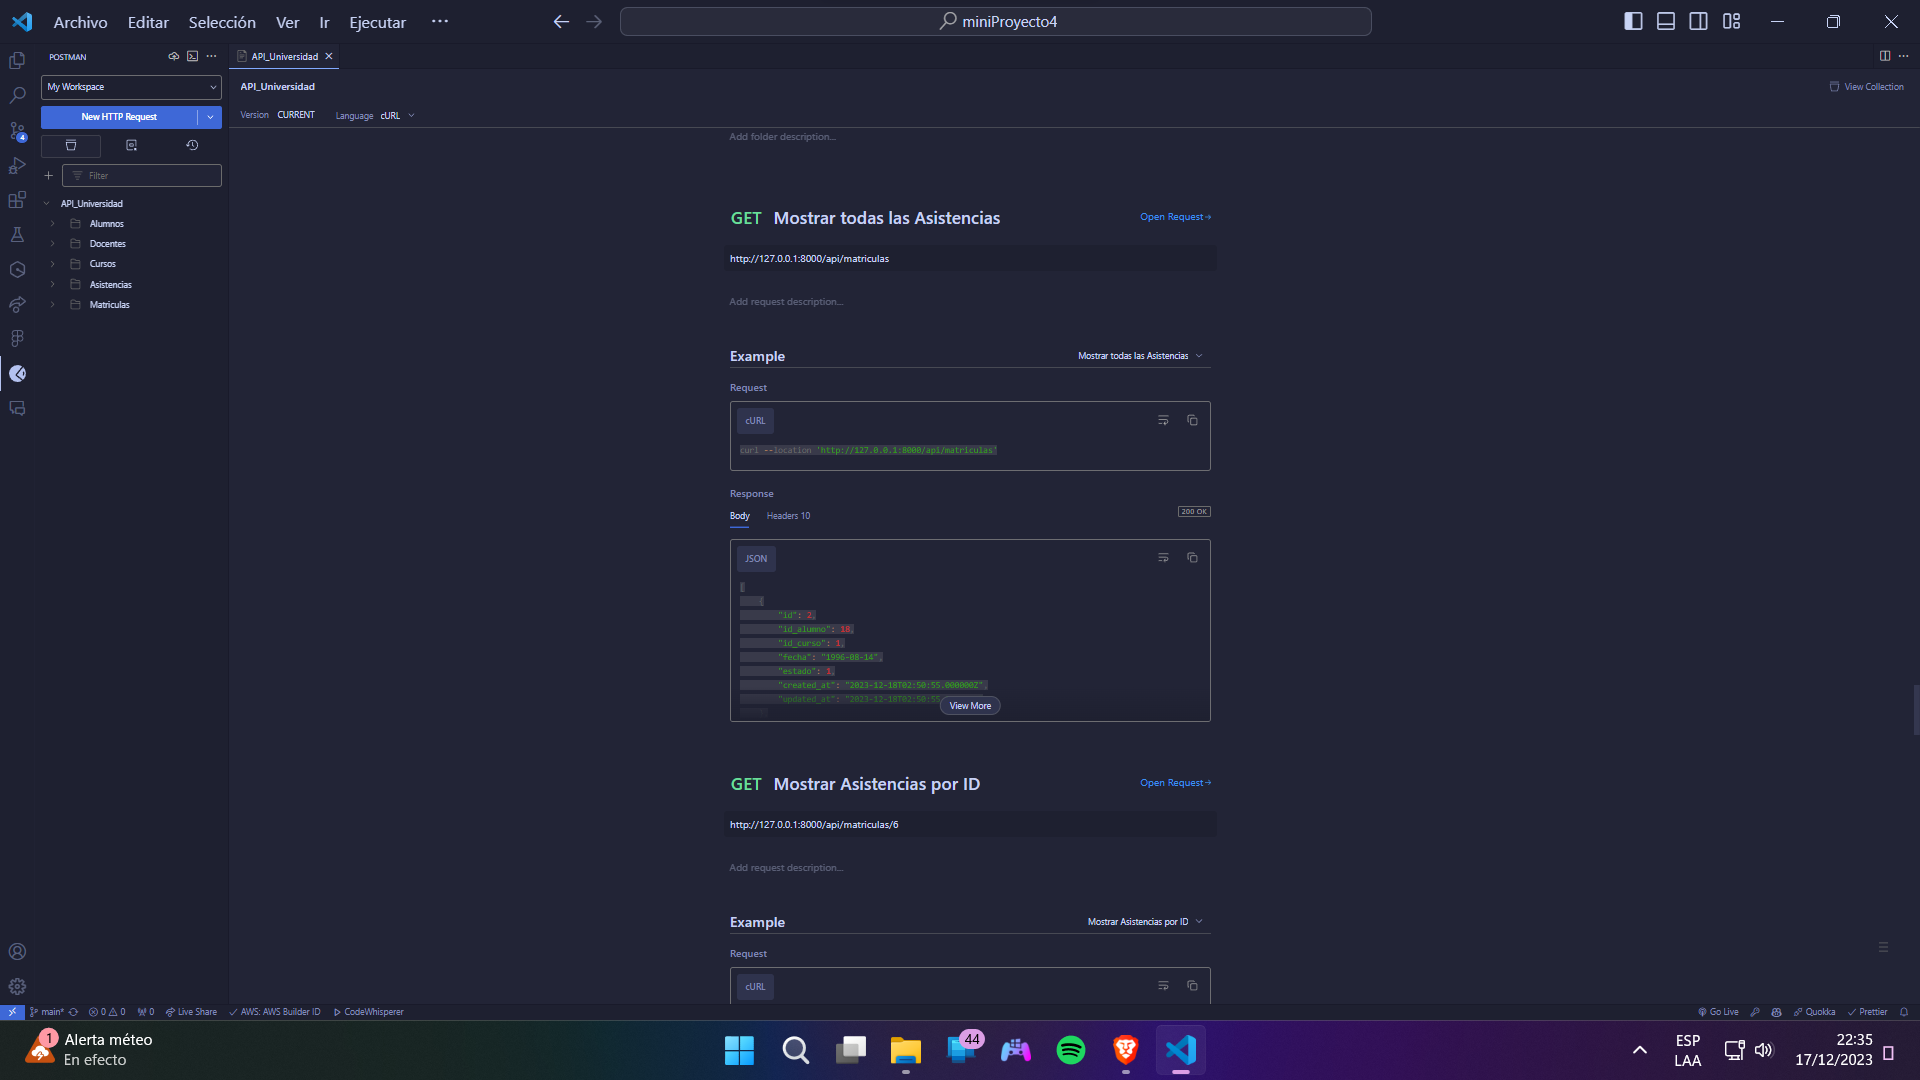 Archivo Editar Selección Ver Ir Ejecutar ···
miniProyecto4
POSTMAN
API_Universidad
My Workspace
New HTTP Request
Filter
4
API_Universidad
Alumnos
Docentes
Cursos
Asistencias
Matriculas
API_Universidad
View Collection
Version CURRENT Language cURL
Add folder description...
GET Mostrar todas las Asistencias
Open Request→
http://127.0.0.1:8000/api/matriculas
Add request description...
Example
Mostrar todas las Asistencias
Request
cURL
curl --location 'http://127.0.0.1:8000/api/matriculas'
Response
Body Headers 10
200 OK
JSON
[
{
"id": 2,
"id_alumno": 18,
"id_curso": 1,
"fecha": "1996-08-14",
"estado": 1,
"created_at": "2023-12-18T02:50:55.000000Z",
"updated_at": "2023-12-18T02:50:55
View More
GET Mostrar Asistencias por ID
Open Request→
http://127.0.0.1:8000/api/matriculas/6
Add request description...
Example
Mostrar Asistencias por ID
Request
cURL
main* 0 0 0 Live Share AWS: AWS Builder ID CodeWhisperer
Go Live Quokka Prettier
1
Alerta méteo
En efecto
44
ESP
LAA
22:35
17/12/2023